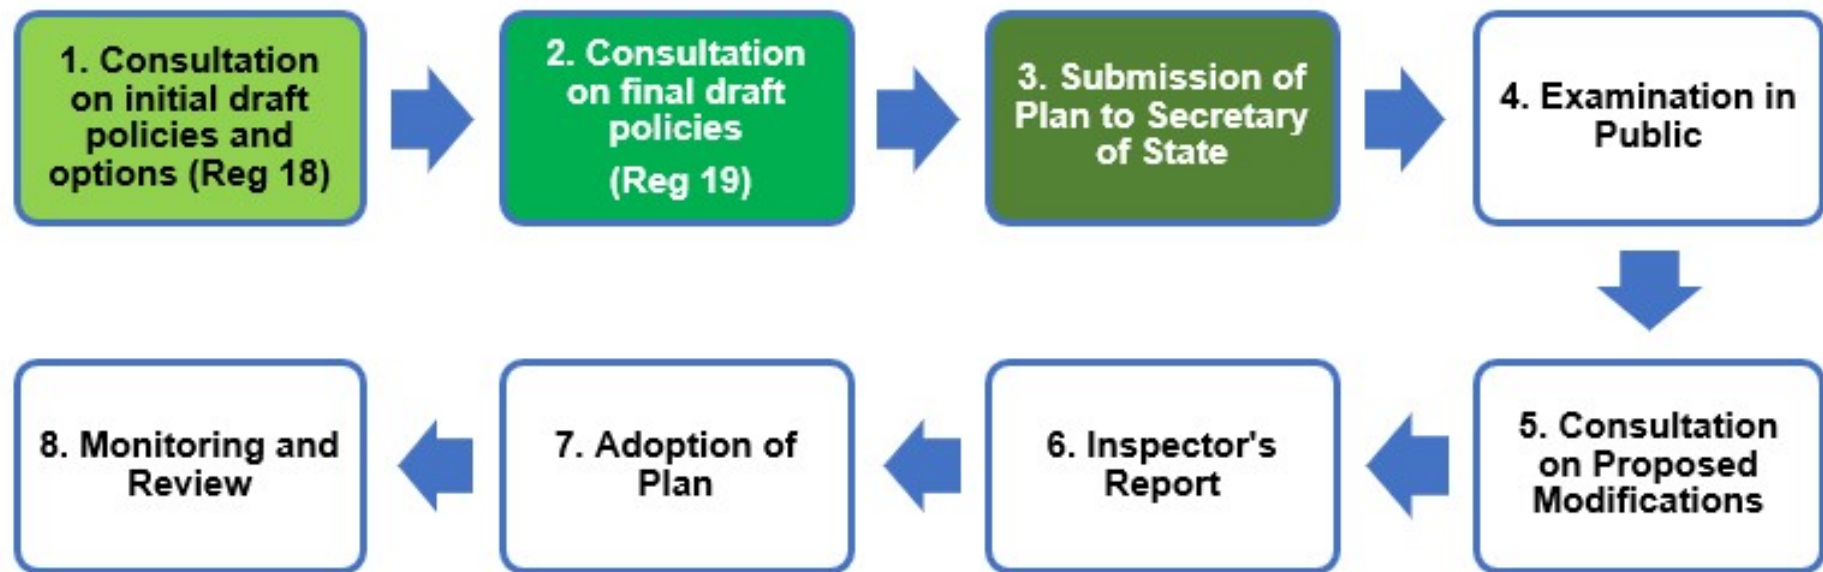 1. Consultation
on initial draft
policies and
options (Reg 18)
2. Consultation
on final draft
policies
(Reg 19)
3. Submission of
Plan to Secretary
of State
4. Examination in
Public
5. Consultation
on Proposed
Modifications
6. Inspector's
Report
7. Adoption of
Plan
8. Monitoring and
Review